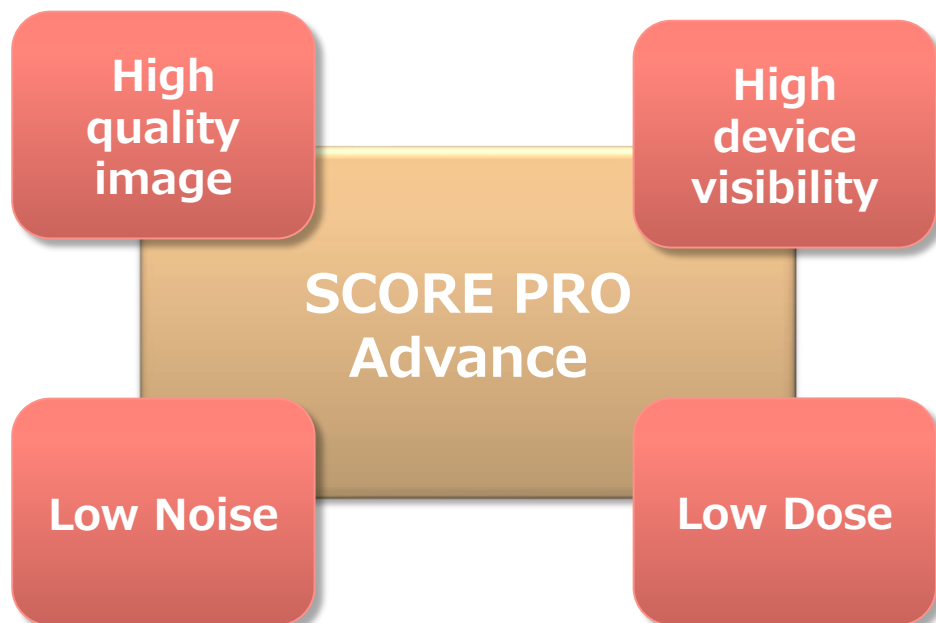 High
quality
image
High
device
visibility
SCORE PRO
Advance
Low Noise
Low Dose